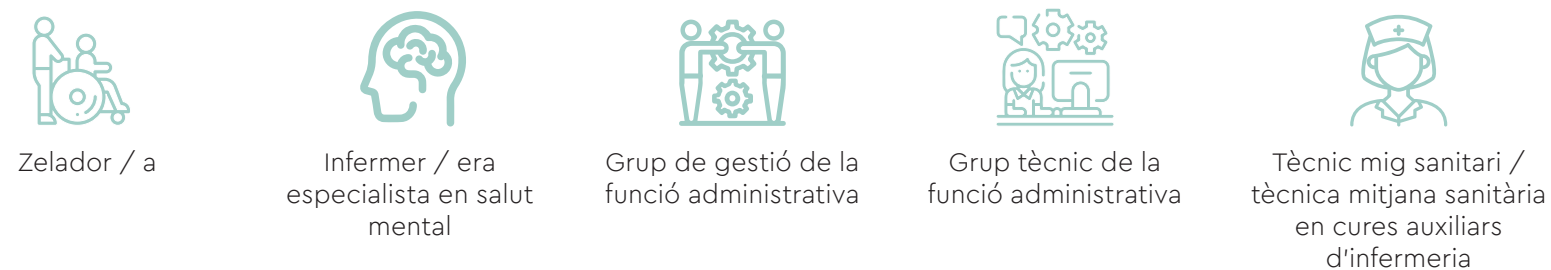 Zelador / a
Infermer / era
especialista en salut
mental
Grup de gestió de la
funció administrativa
Grup tècnic de la
funció administrativa
Tècnic mig sanitari /
tècnica mitjana sanitària
en cures auxiliars
d'infermeria